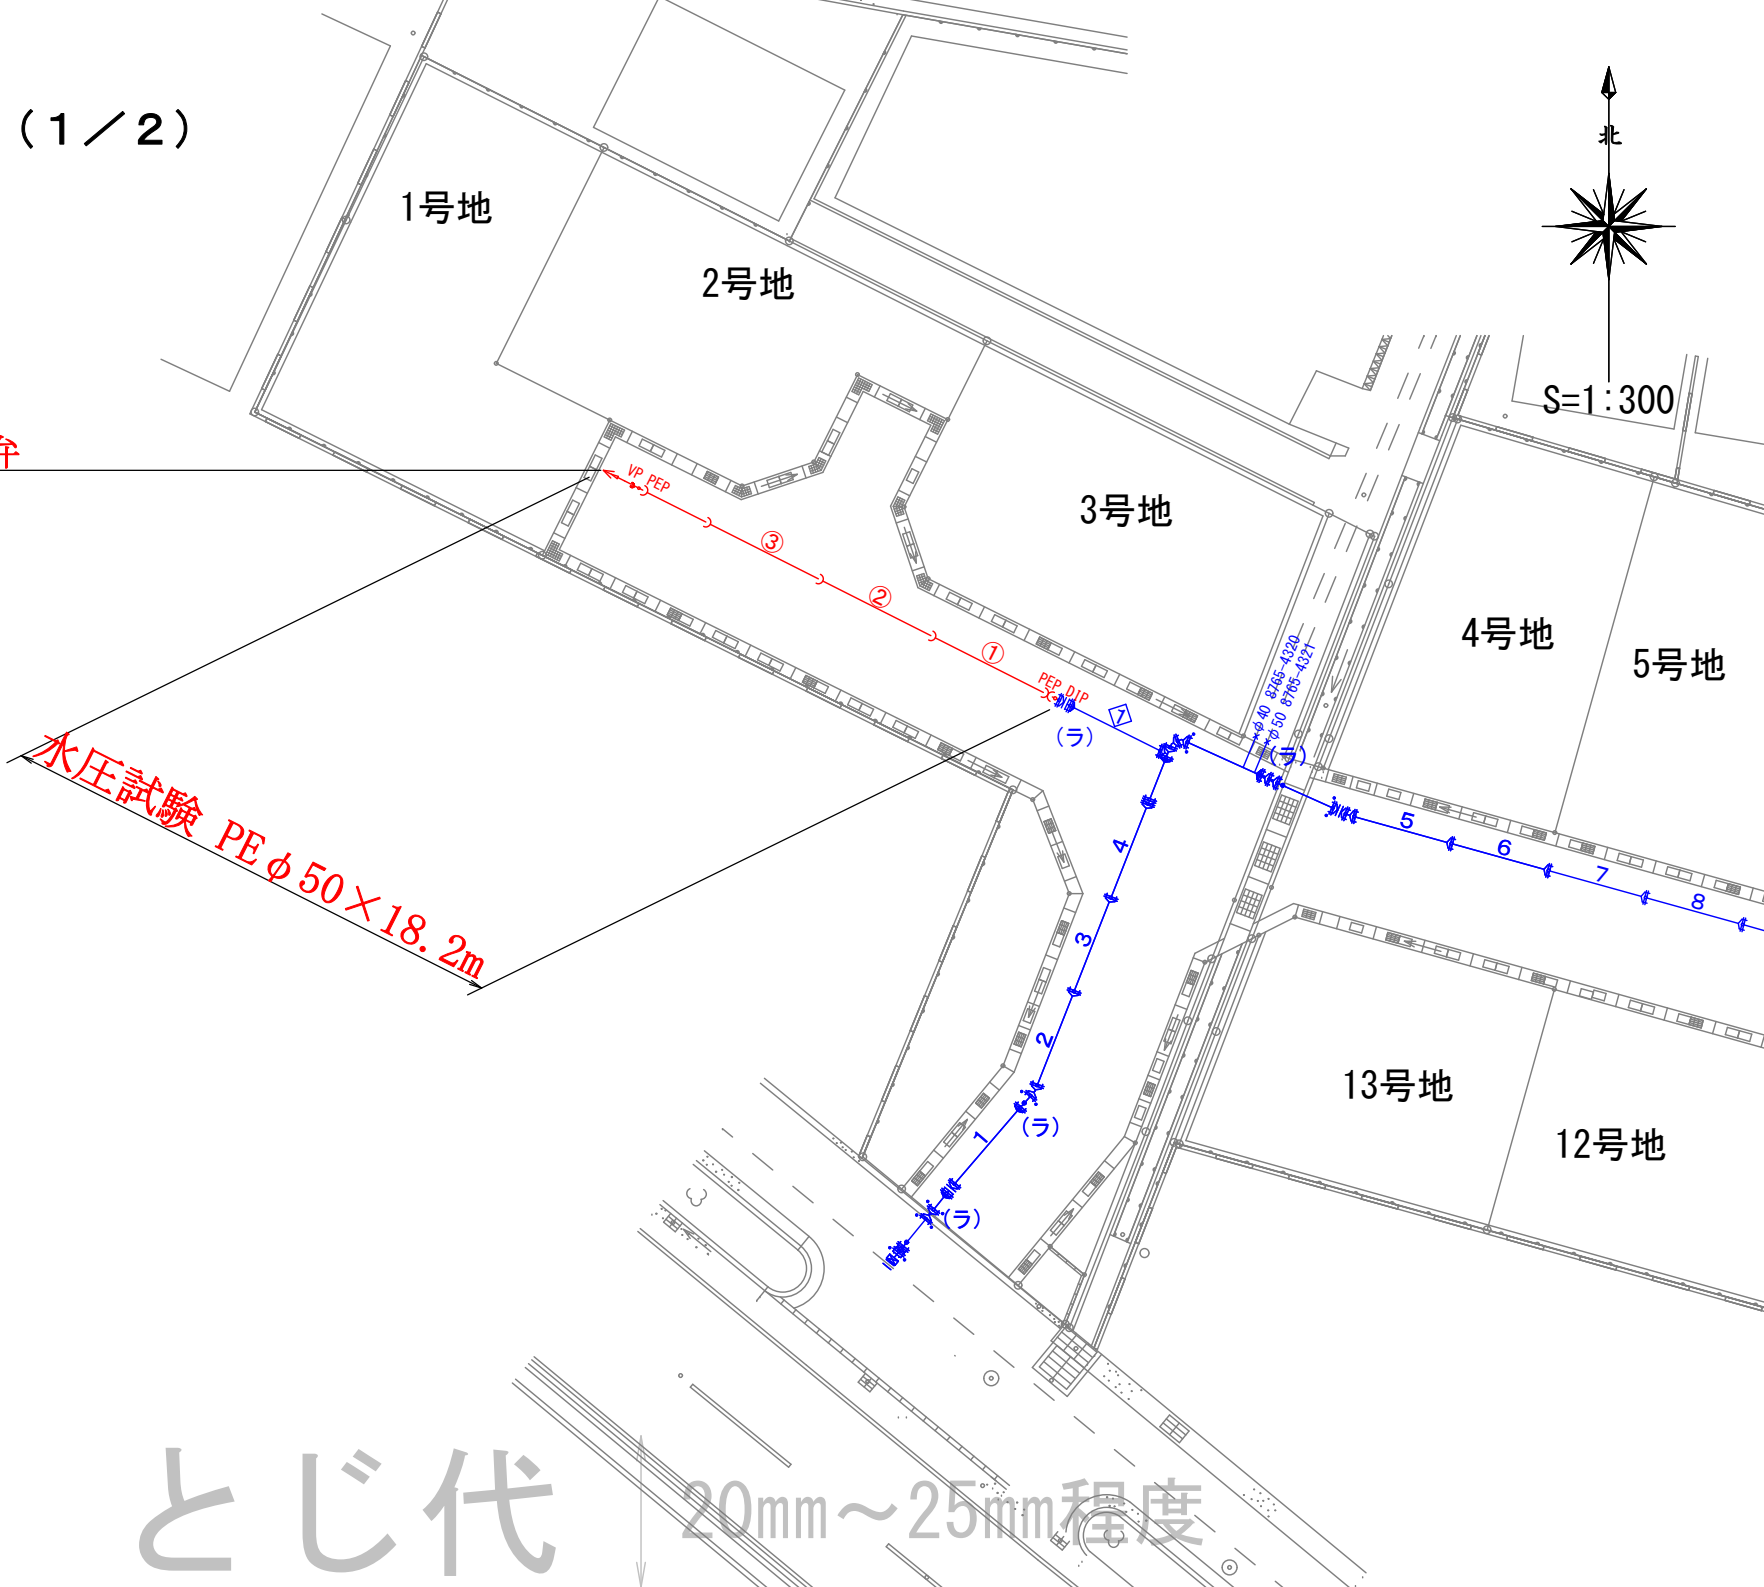 （１／２）
北
S=1:300
1号地
2号地
3号地
4号地
5号地
13号地
12号地
弁
VP PEP
③
②
①
PEP DIP
1
(ラ)
*φ40 8765-4320
*φ50 8765-4321
(ラ)
5
6
7
8
4
3
2
(ラ)
1
(ラ)
水圧試験 PEφ50×18.2m
とじ代
20mm～25mm程度